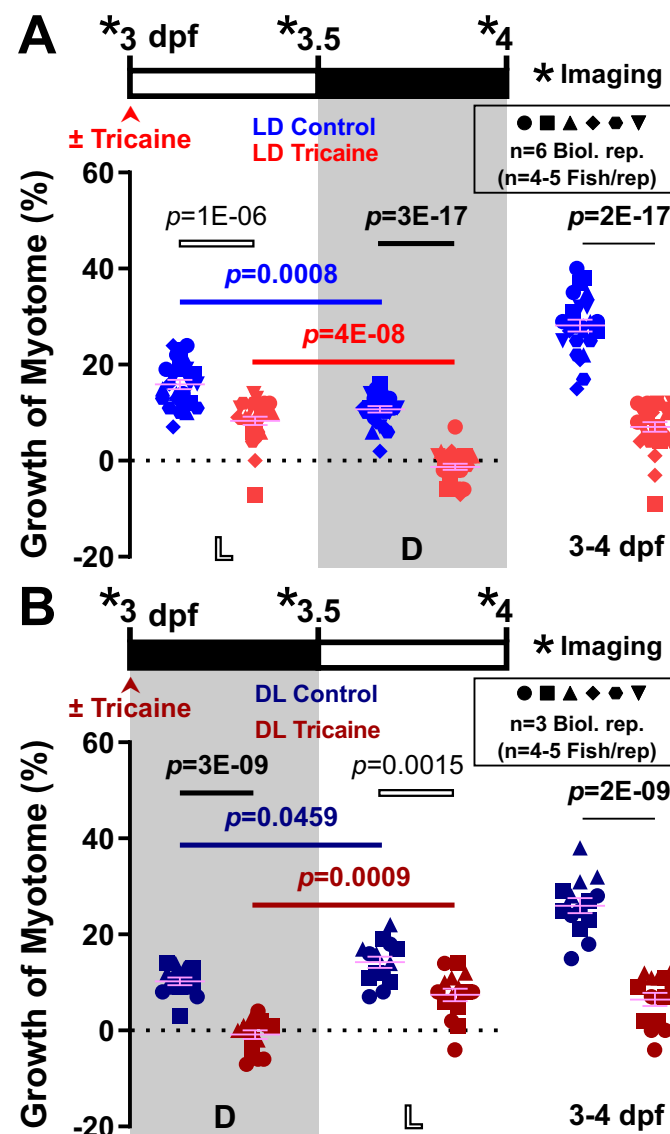 A
*3 dpf *3.5 *4
* Imaging
± Tricaine
LD Control
LD Tricaine
n=6 Biol. rep.
(n=4-5 Fish/rep)
Growth of Myotome (%)
60
40
20
0
-20
p=1E-06
p=3E-17
p=2E-17
p=0.0008
p=4E-08
L
D
3-4 dpf
B
*3 dpf *3.5 *4
* Imaging
± Tricaine
DL Control
DL Tricaine
n=3 Biol. rep.
(n=4-5 Fish/rep)
Growth of Myotome (%)
60
40
20
0
-20
p=3E-09
p=0.0015
p=2E-09
p=0.0459
p=0.0009
D
L
3-4 dpf